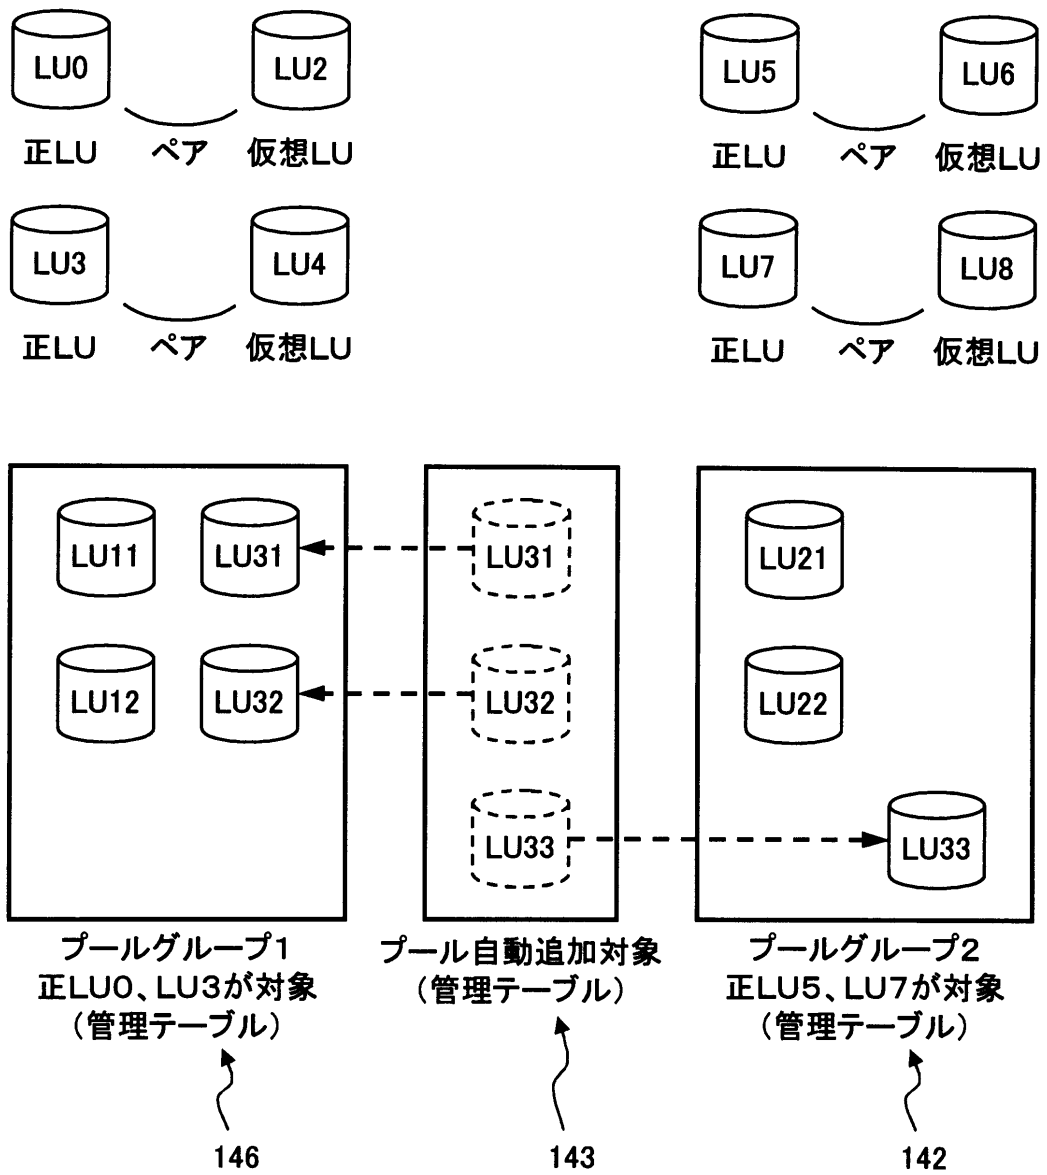 LU0 LU2 LU5 LU6
正LU ペア 仮想LU 正LU ペア 仮想LU
LU3 LU4 LU7 LU8
正LU ペア 仮想LU 正LU ペア 仮想LU
LU11 LU31 LU31 LU21
LU12 LU32 LU32 LU22
LU33 LU33
プールグループ1
正LU0、LU3が対象
(管理テーブル)
プール自動追加対象
(管理テーブル)
プールグループ2
正LU5、LU7が対象
(管理テーブル)
146 143 142